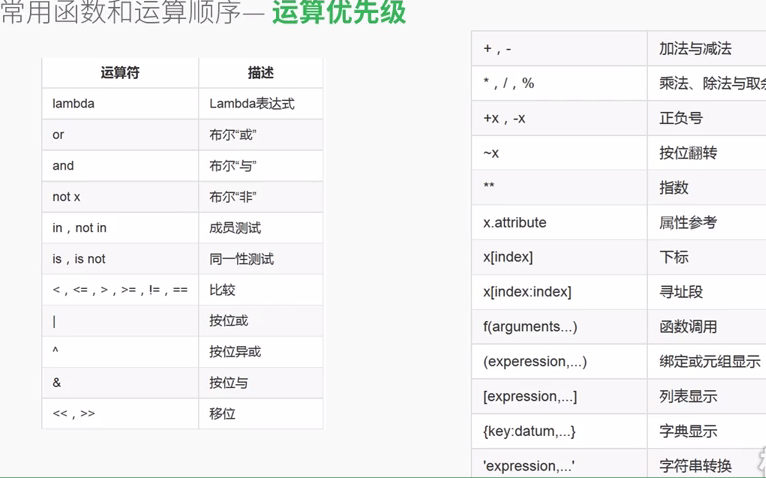 常用函数和运算顺序— 运算优先级
运算符 描述
lambda Lambda表达式
or 布尔“或”
and 布尔“与”
not x 布尔“非”
in，not in 成员测试
is，is not 同一性测试
<，<=，>，>=，!=，== 比较
| 按位或
^ 按位异或
& 按位与
<<，>> 移位
+，- 加法与减法
*，/，% 乘法、除法与取余
+x，-x 正负号
~x 按位翻转
** 指数
x.attribute 属性参考
x[index] 下标
x[index:index] 寻址段
f(arguments...) 函数调用
(experession,...) 绑定或元组显示
[expression,...] 列表显示
{key:datum,...} 字典显示
'expression,...' 字符串转换